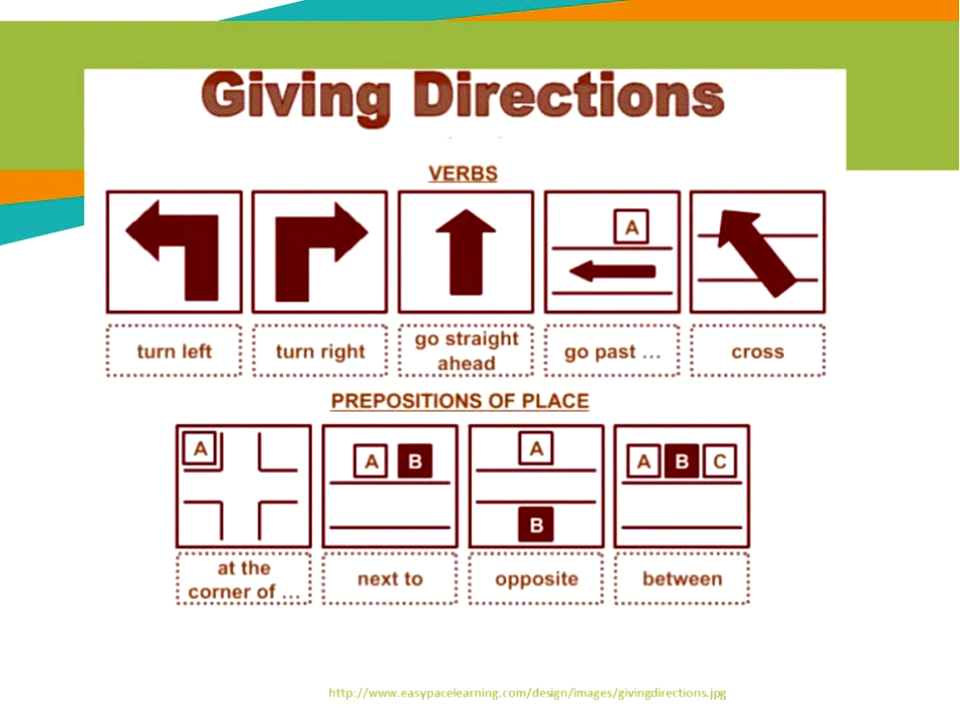 Giving Directions
VERBS
A
turn left
turn right
go straight
ahead
go past ...
cross
PREPOSITIONS OF PLACE
A
A B
A
B
A B C
at the
corner of ...
next to
opposite
between
http://www.easypacelearning.com/design/images/givingdirections.jpg